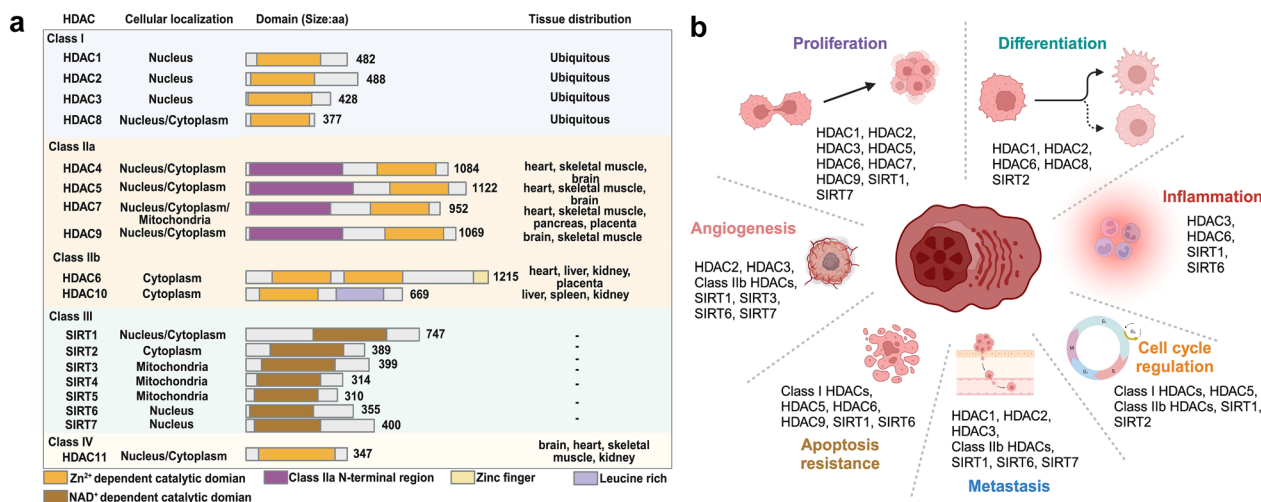 a
HDAC Cellular localization Domain (Size:aa) Tissue distribution
Class I
HDAC1 Nucleus 482 Ubiquitous
HDAC2 Nucleus 488 Ubiquitous
HDAC3 Nucleus 428 Ubiquitous
HDAC8 Nucleus/Cytoplasm 377 Ubiquitous
Class IIa
HDAC4 Nucleus/Cytoplasm 1084 heart, skeletal muscle,
brain
HDAC5 Nucleus/Cytoplasm 1122 heart, skeletal muscle,
brain
HDAC7 Nucleus/Cytoplasm/ 952 heart, skeletal muscle,
Mitochondria pancreas, placenta
HDAC9 Nucleus/Cytoplasm 1069 brain, skeletal muscle
Class IIb
HDAC6 Cytoplasm 1215 heart, liver, kidney,
placenta
HDAC10 Cytoplasm 669 liver, spleen, kidney
Class III
SIRT1 Nucleus/Cytoplasm 747 -
SIRT2 Cytoplasm 389 -
SIRT3 Mitochondria 399 -
SIRT4 Mitochondria 314 -
SIRT5 Mitochondria 310 -
SIRT6 Nucleus 355 -
SIRT7 Nucleus 400
Class IV
HDAC11 Nucleus/Cytoplasm 347 brain, heart, skeletal
muscle, kidney
Zn2+ dependent catalytic domian Class IIa N-terminal region Zinc finger Leucine rich
NAD+ dependent catalytic domian
b
Proliferation
HDAC1, HDAC2,
HDAC3, HDAC5,
HDAC6, HDAC7,
HDAC9, SIRT1,
SIRT7
Differentiation
HDAC1, HDAC2,
HDAC6, HDAC8,
SIRT2
Inflammation
HDAC3,
HDAC6,
SIRT1,
SIRT6
Angiogenesis
HDAC2, HDAC3,
Class IIb HDACs,
SIRT1, SIRT3,
SIRT6, SIRT7
Class I HDACs,
HDAC5, HDAC6,
HDAC9, SIRT1, SIRT6
Apoptosis
resistance
HDAC1, HDAC2,
HDAC3,
Class IIb HDACs,
SIRT1, SIRT6, SIRT7
Metastasis
Cell cycle
regulation
Class I HDACs, HDAC5,
Class IIb HDACs, SIRT1,
SIRT2